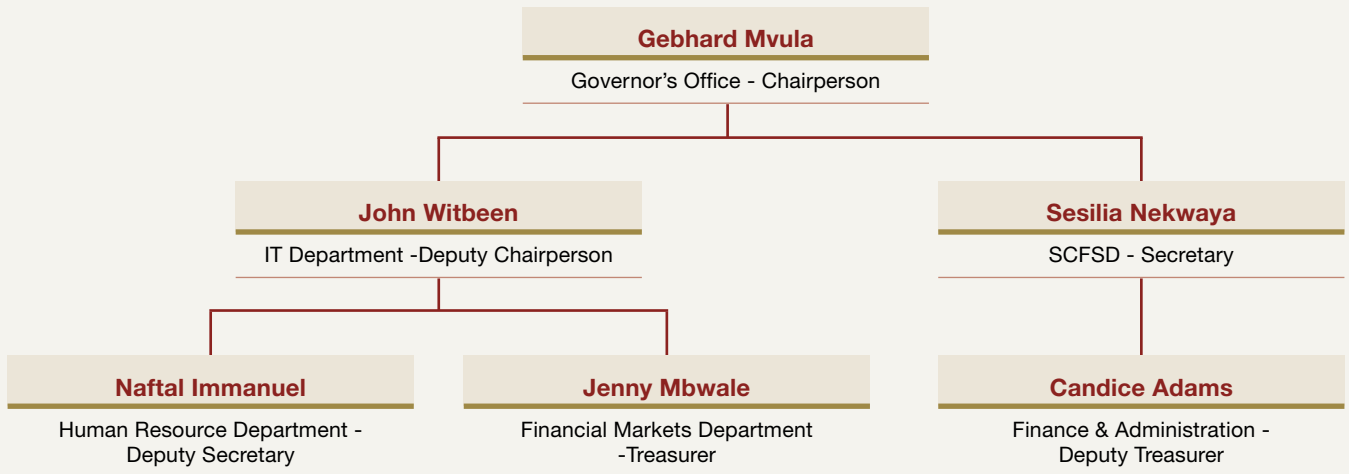 Gebhard Mvula
Governor’s Office - Chairperson
John Witbeen
IT Department -Deputy Chairperson
Sesilia Nekwaya
SCFSD - Secretary
Naftal Immanuel
Human Resource Department -
Deputy Secretary
Jenny Mbwale
Financial Markets Department
-Treasurer
Candice Adams
Finance & Administration -
Deputy Treasurer